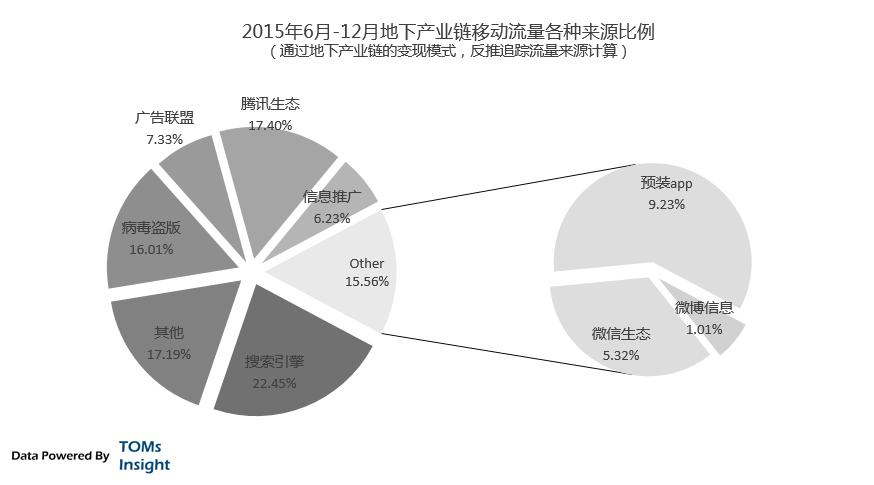 2015年6月-12月地下产业链移动流量各种来源比例
（通过地下产业链的变现模式，反推追踪流量来源计算）
腾讯生态
17.40%
广告联盟
7.33%
信息推广
6.23%
病毒盗版
16.01%
Other
15.56%
其他
17.19%
搜索引擎
22.45%
预装app
9.23%
微博信息
1.01%
微信生态
5.32%
Data Powered By
TOMs
Insight